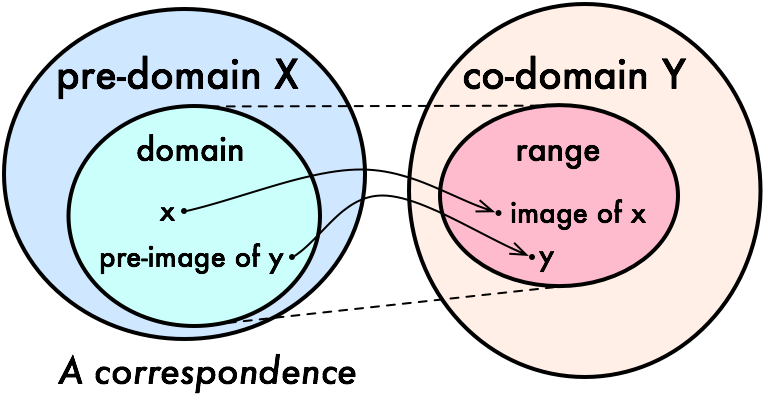 pre-domain X
co-domain Y
domain
range
x
image of x
pre-image of y
y
A correspondence